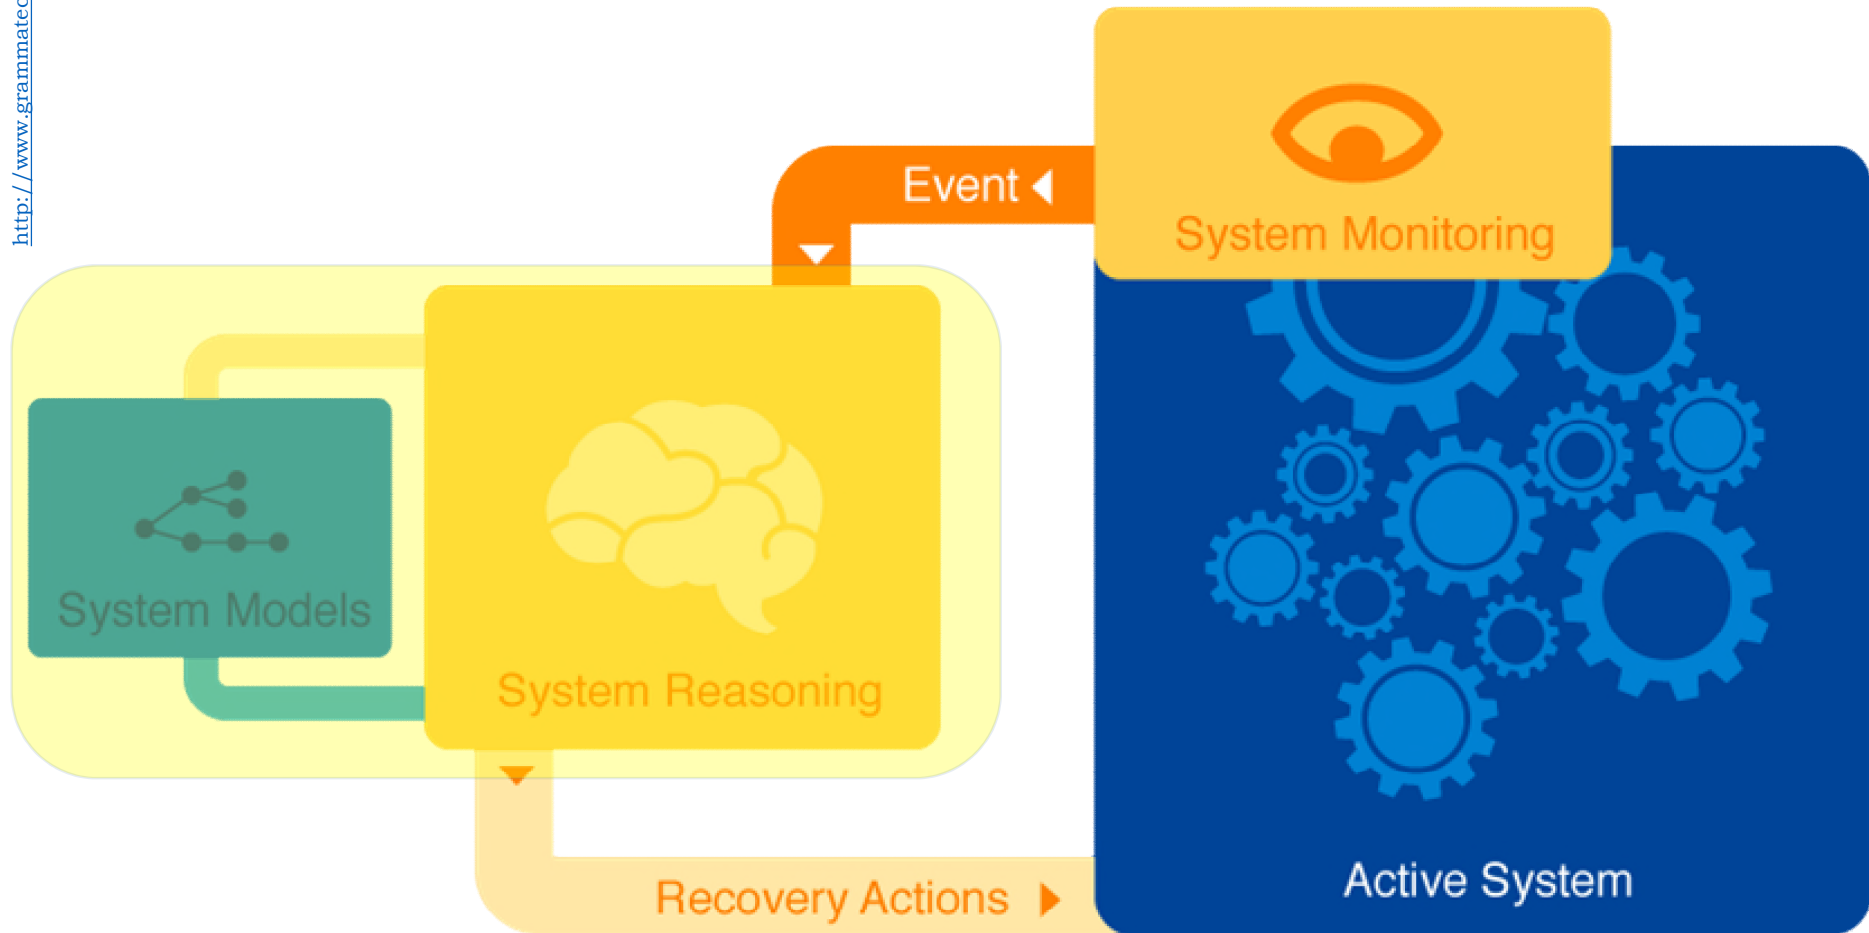 http://www.grammatec
Event
System Monitoring
System Models
System Reasoning
Recovery Actions
Active System